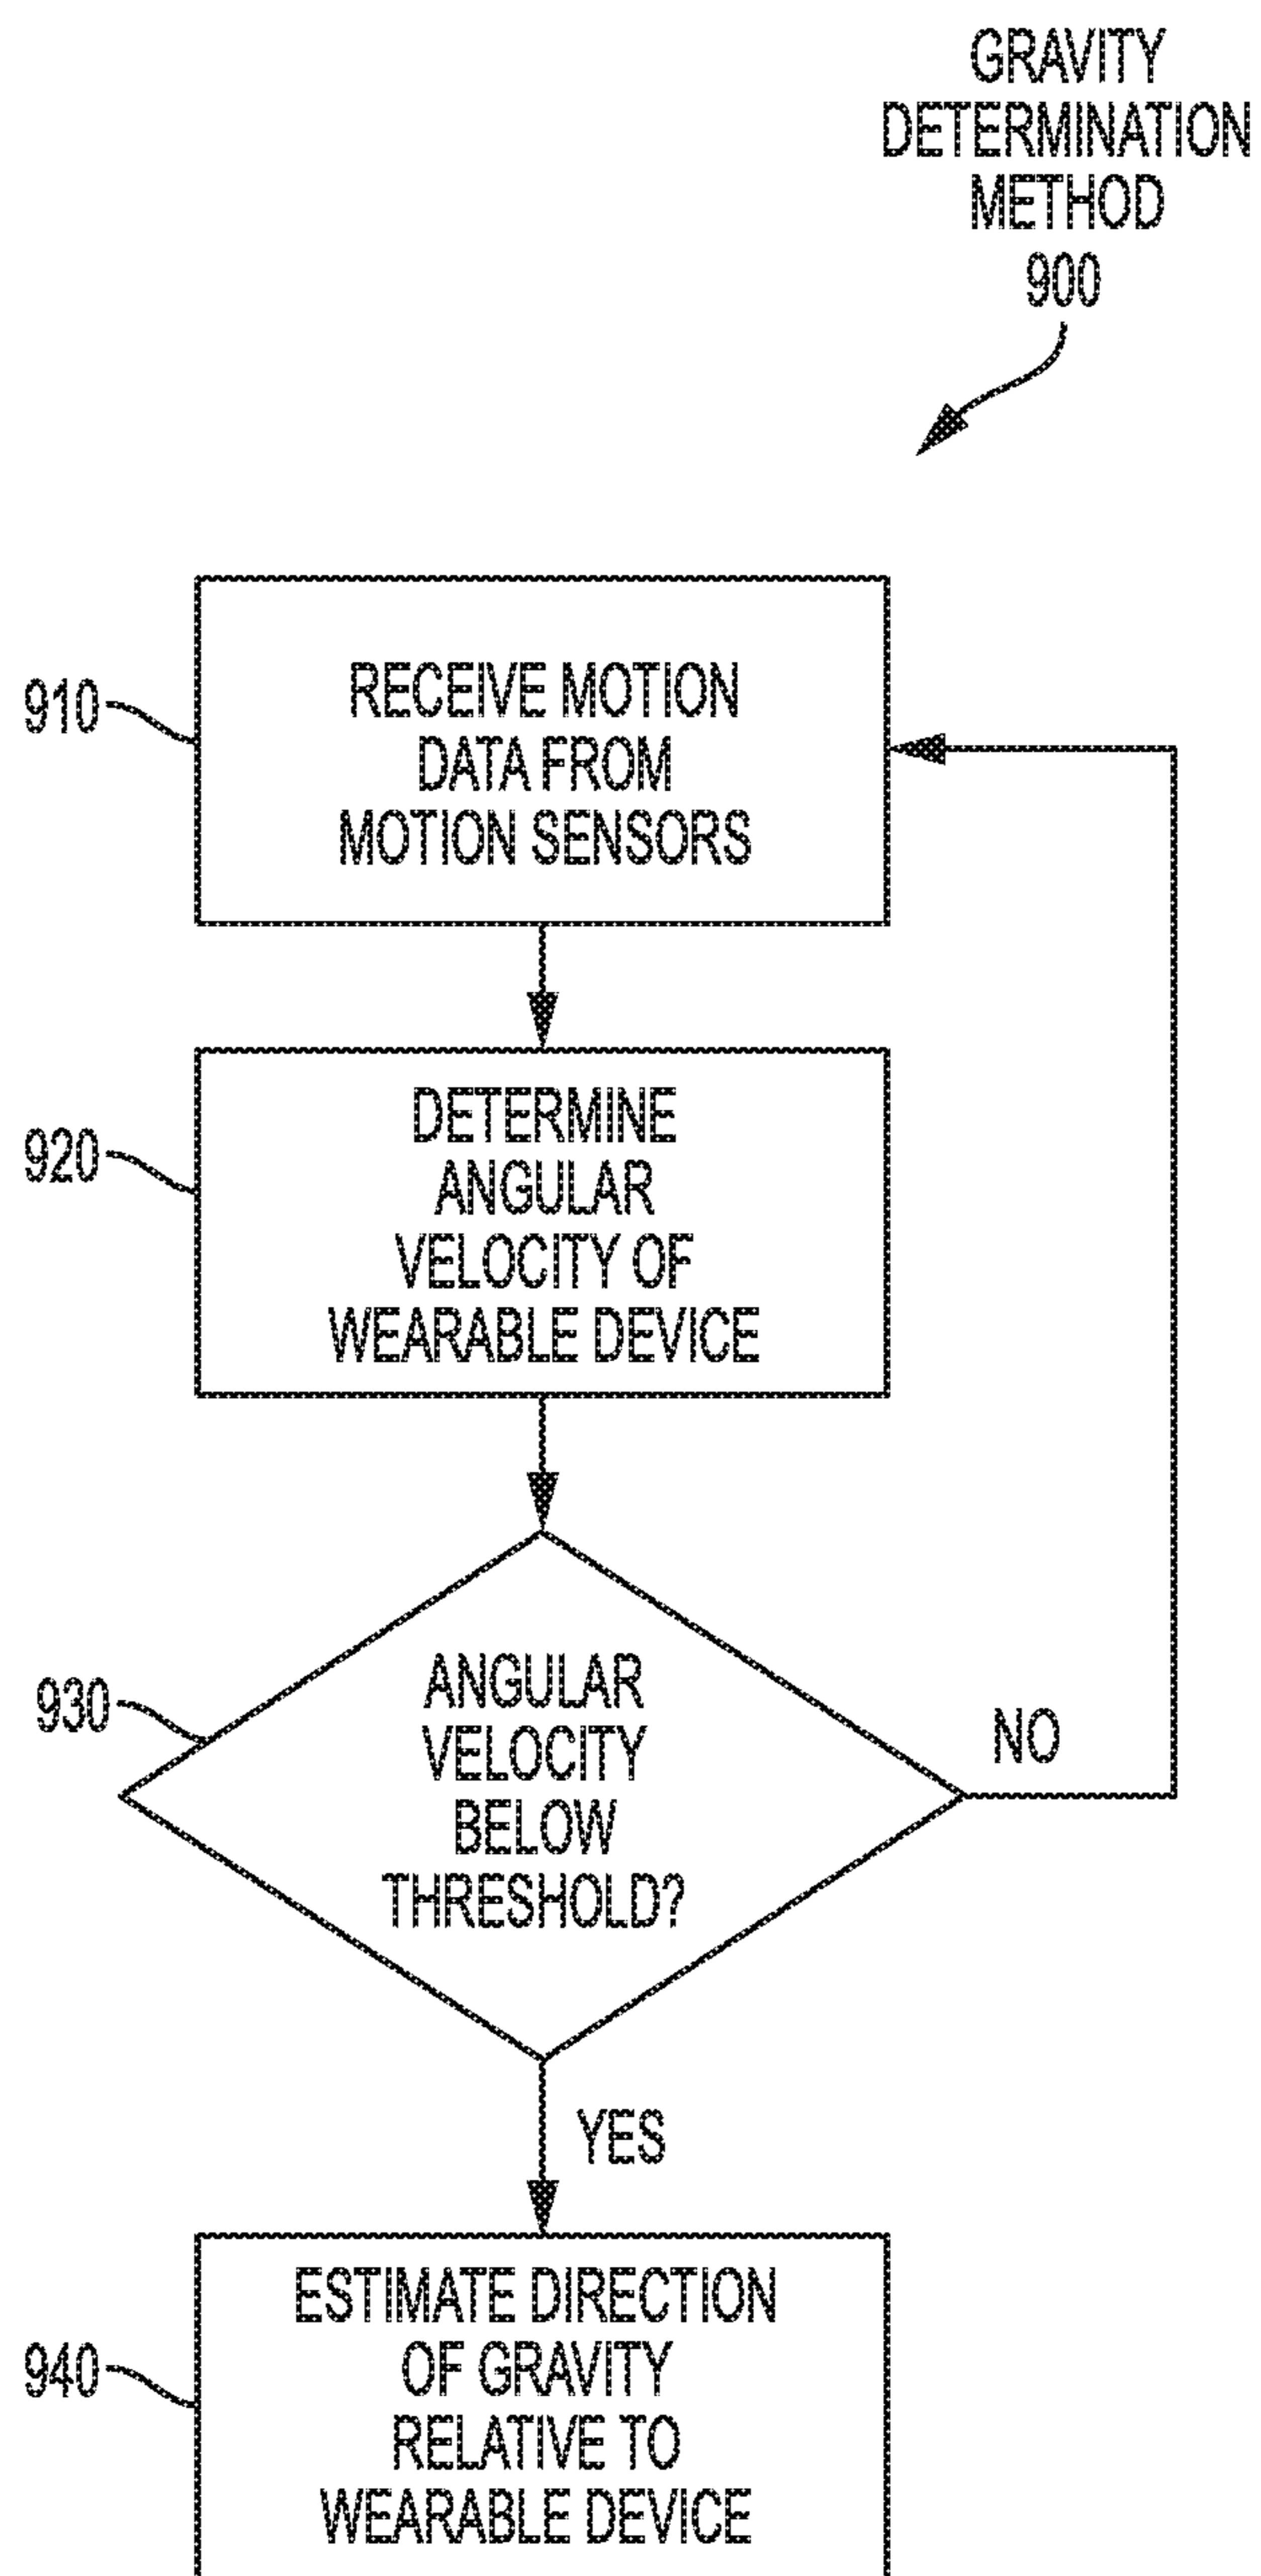 GRAVITY
DETERMINATION
METHOD
900
910
RECEIVE MOTION
DATA FROM
MOTION SENSORS
920
DETERMINE
ANGULAR
VELOCITY OF
WEARABLE DEVICE
930
ANGULAR
VELOCITY
BELOW
THRESHOLD?
NO
YES
940
ESTIMATE DIRECTION
OF GRAVITY
RELATIVE TO
WEARABLE DEVICE